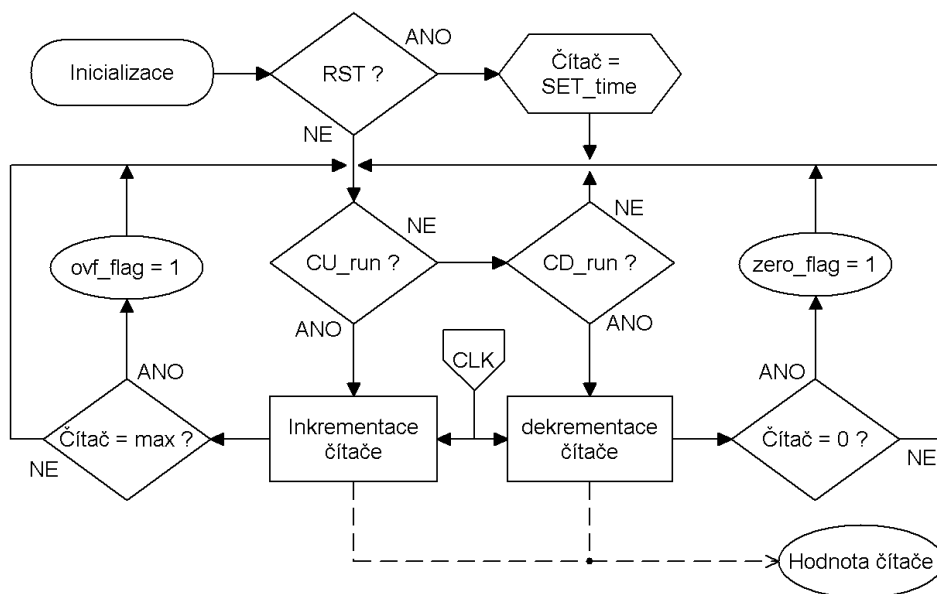 ANO
Inicializace
RST ?
Čítač =
SET_time
NE
NE
NE
ovf_flag = 1
CU_run ?
CD_run ?
zero_flag = 1
ANO
ANO
CLK
ANO
ANO
Čítač = max ?
Inkrementace
čítače
dekrementace
čítače
Čítač = 0 ?
NE
NE
Hodnota čítače